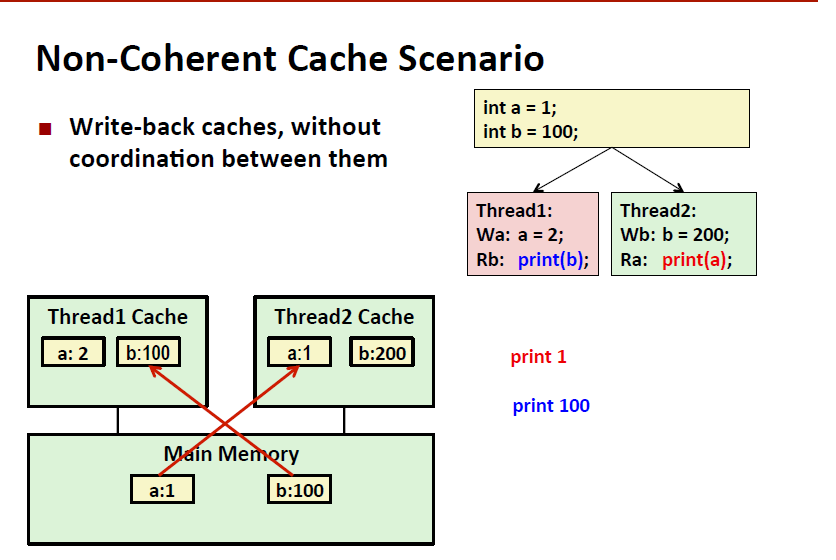 Non-Coherent Cache Scenario
Write-back caches, without
coordination between them
int a = 1;
int b = 100;
Thread1:
Wa: a = 2;
Rb: print(b);
Thread2:
Wb: b = 200;
Ra: print(a);
Thread1 Cache
a: 2
b:100
Thread2 Cache
a:1
b:200
print 1
print 100
Main Memory
a:1
b:100